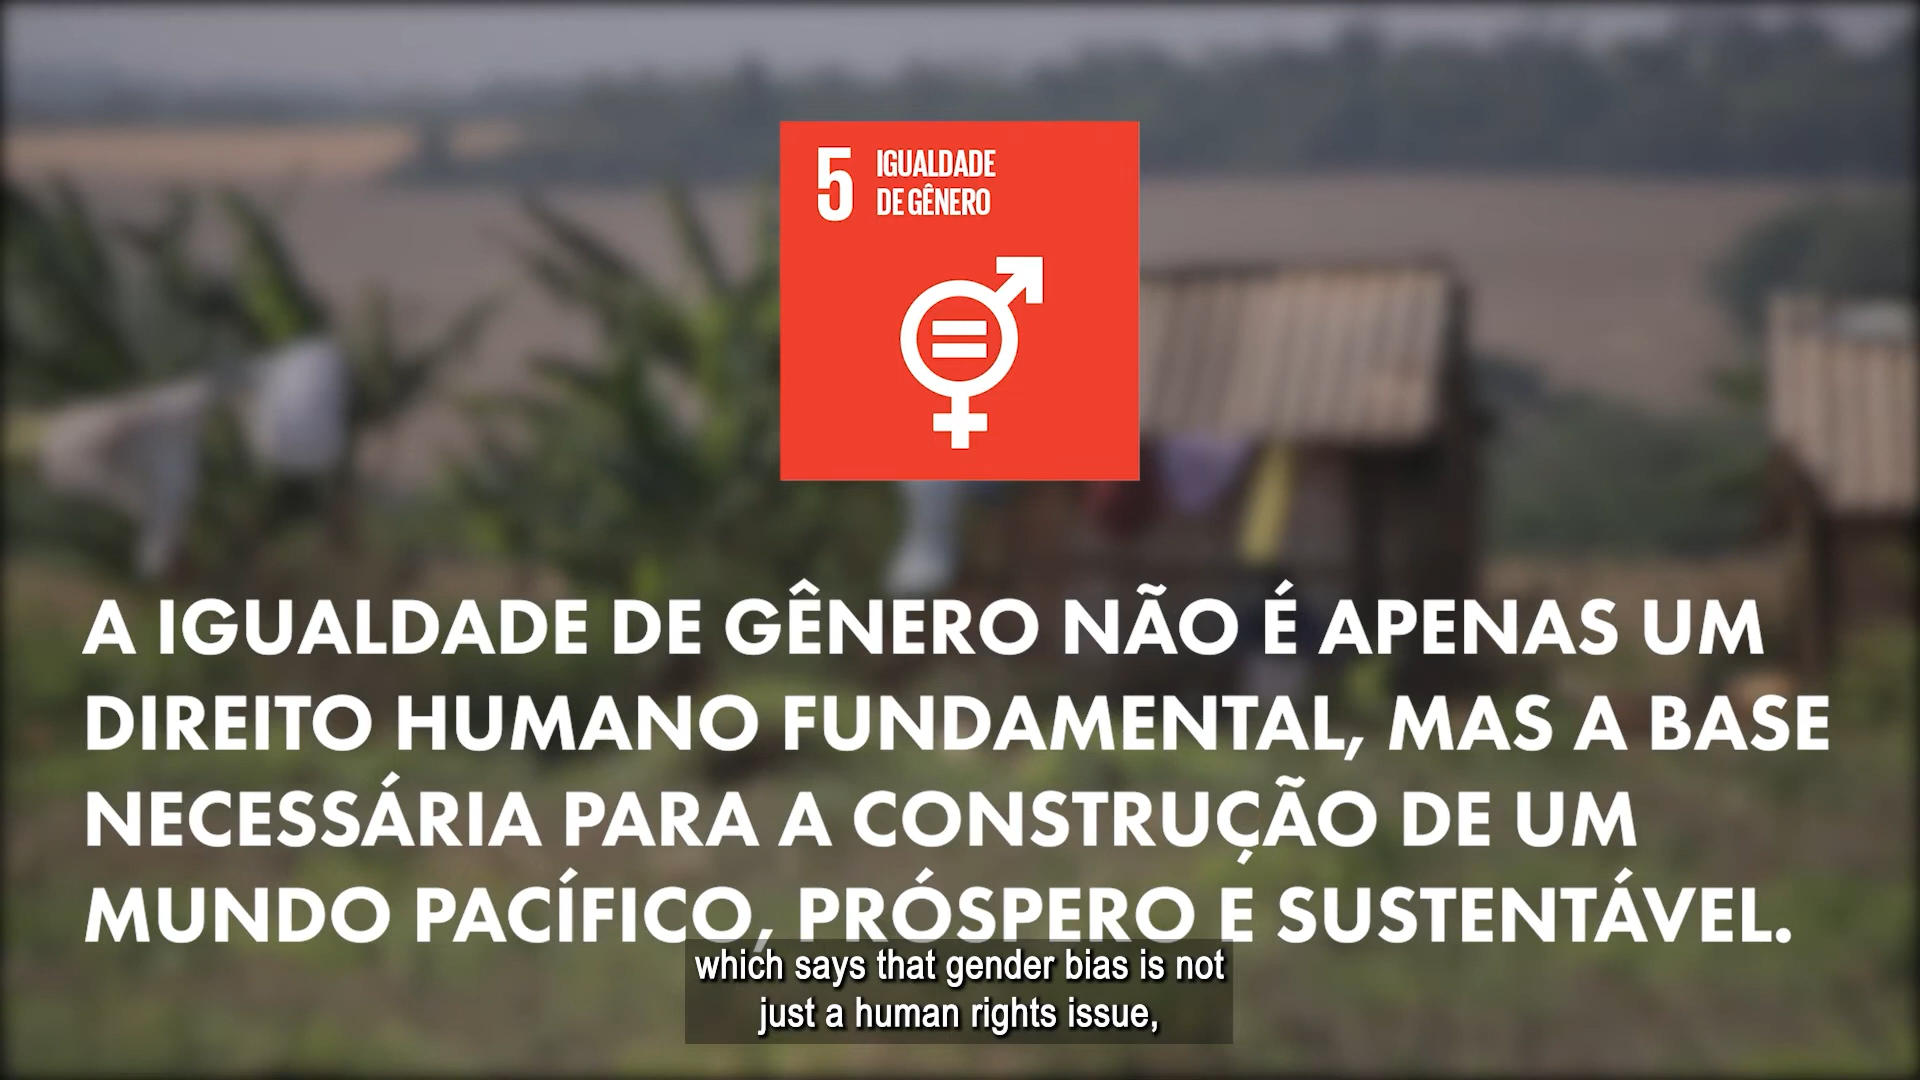 5 IGUALDADE
DE GÊNERO
A IGUALDADE DE GÊNERO NÃO É APENAS UM
DIREITO HUMANO FUNDAMENTAL, MAS A BASE
NECESSÁRIA PARA A CONSTRUÇÃO DE UM
MUNDO PACÍFICO, PRÓSPERO E SUSTENTÁVEL.
which says that gender bias is not
just a human rights issue,